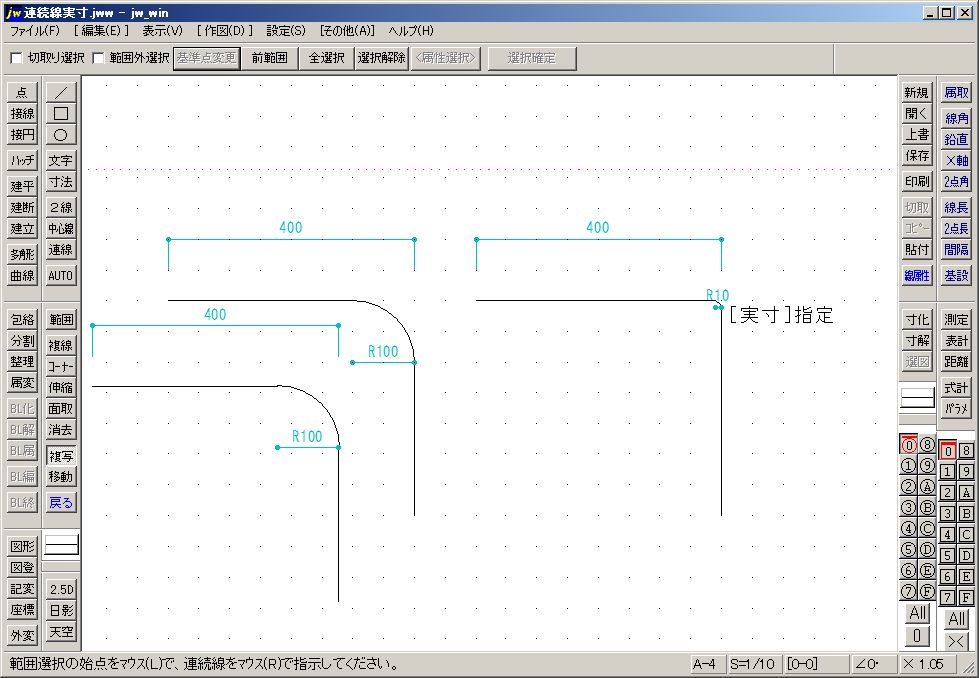 連続線実寸.jww - jw_win
ファイル(F) [編集(E)] 表示(V) [作図(D)] 設定(S) [その他(A)] ヘルプ(H)
切取り選択 範囲外選択 基準点変更 前範囲 全選択 選択解除 <属性選択> 選択確定
点 ／
接線 □
接円 ○
ハッチ 文字
建平 寸法
建断 2線
建立 中心線
多角形 連線
曲線 AUTO
包絡 範囲
分割 複線
整理 コーナー
属変 伸縮
BL化 面取
BL解 消去
BL属 複写
BL編 移動
BL終 戻る
図形
図登
記変 2.5D
座標 日影
外変 天空
400
400
R10
[実寸]指定
400
R100
R100
新規 属取
開く 線角
上書 鉛直
保存 ×軸
印刷 2点角
切取 線長
コピー 2点長
貼付 間隔
線属性 基設
寸化 測定
寸解 表計
選図 距離
式計
パラメ
0 8 0 8
1 9 1 9
2 A 2 A
3 B 3 B
4 C 4 C
5 D 5 D
6 E 6 E
7 F 7 F
All All
0 ×
範囲選択の始点をマウス(L)で、連続線をマウス(R)で指示してください。
A-4 S=1/10 [0-0] ∠0° × 1.05